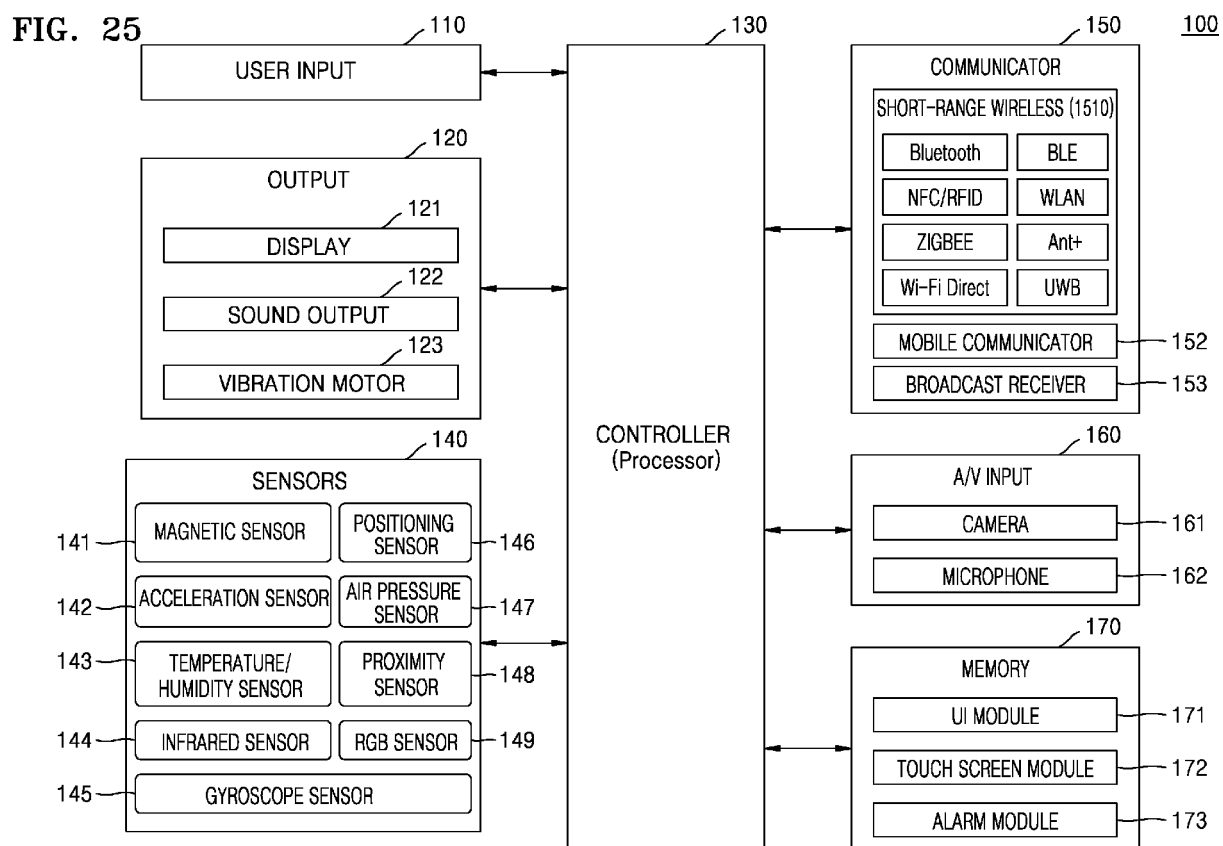 FIG. 25
100
110
USER INPUT
120
OUTPUT
121
DISPLAY
122
SOUND OUTPUT
123
VIBRATION MOTOR
140
SENSORS
141
MAGNETIC SENSOR
POSITIONING
SENSOR
146
142
ACCELERATION SENSOR
AIR PRESSURE
SENSOR
147
143
TEMPERATURE/
HUMIDITY SENSOR
PROXIMITY
SENSOR
148
144
INFRARED SENSOR
RGB SENSOR
149
145
GYROSCOPE SENSOR
130
CONTROLLER
(Processor)
150
COMMUNICATOR
SHORT-RANGE WIRELESS (1510)
Bluetooth
BLE
NFC/RFID
WLAN
ZIGBEE
Ant+
Wi-Fi Direct
UWB
MOBILE COMMUNICATOR
152
BROADCAST RECEIVER
153
160
A/V INPUT
CAMERA
161
MICROPHONE
162
170
MEMORY
UI MODULE
171
TOUCH SCREEN MODULE
172
ALARM MODULE
173